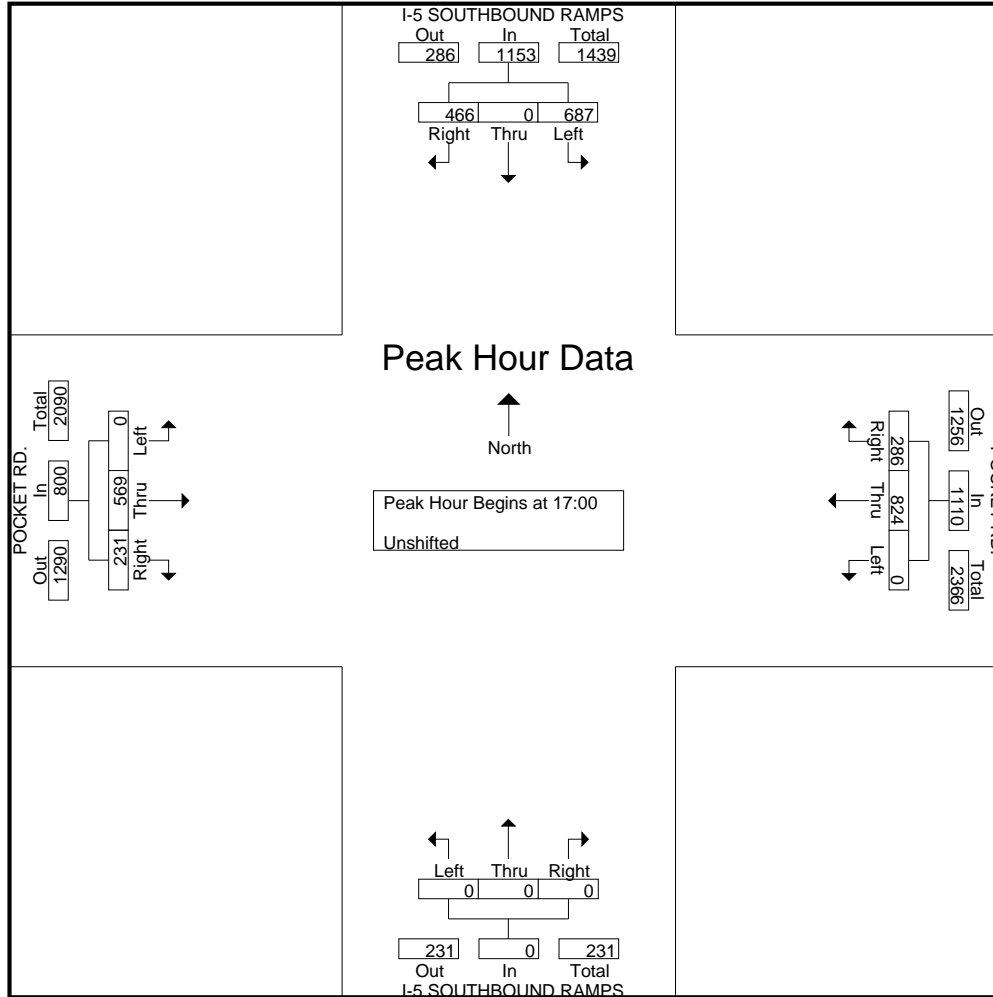 I-5 SOUTHBOUND RAMPS
Out In Total
286 1153 1439
466 0 687
Right Thru Left
Peak Hour Data
North
Peak Hour Begins at 17:00
Unshifted
POCKET RD.
Out In Total
1290 800 2090
0 569 231
Left Thru Right
Out In Total
1256 1110 2366
286 824 0
Right Thru Left
Left Thru Right
0 0 0
231 0 231
Out In Total
I-5 SOUTHBOUND RAMPS